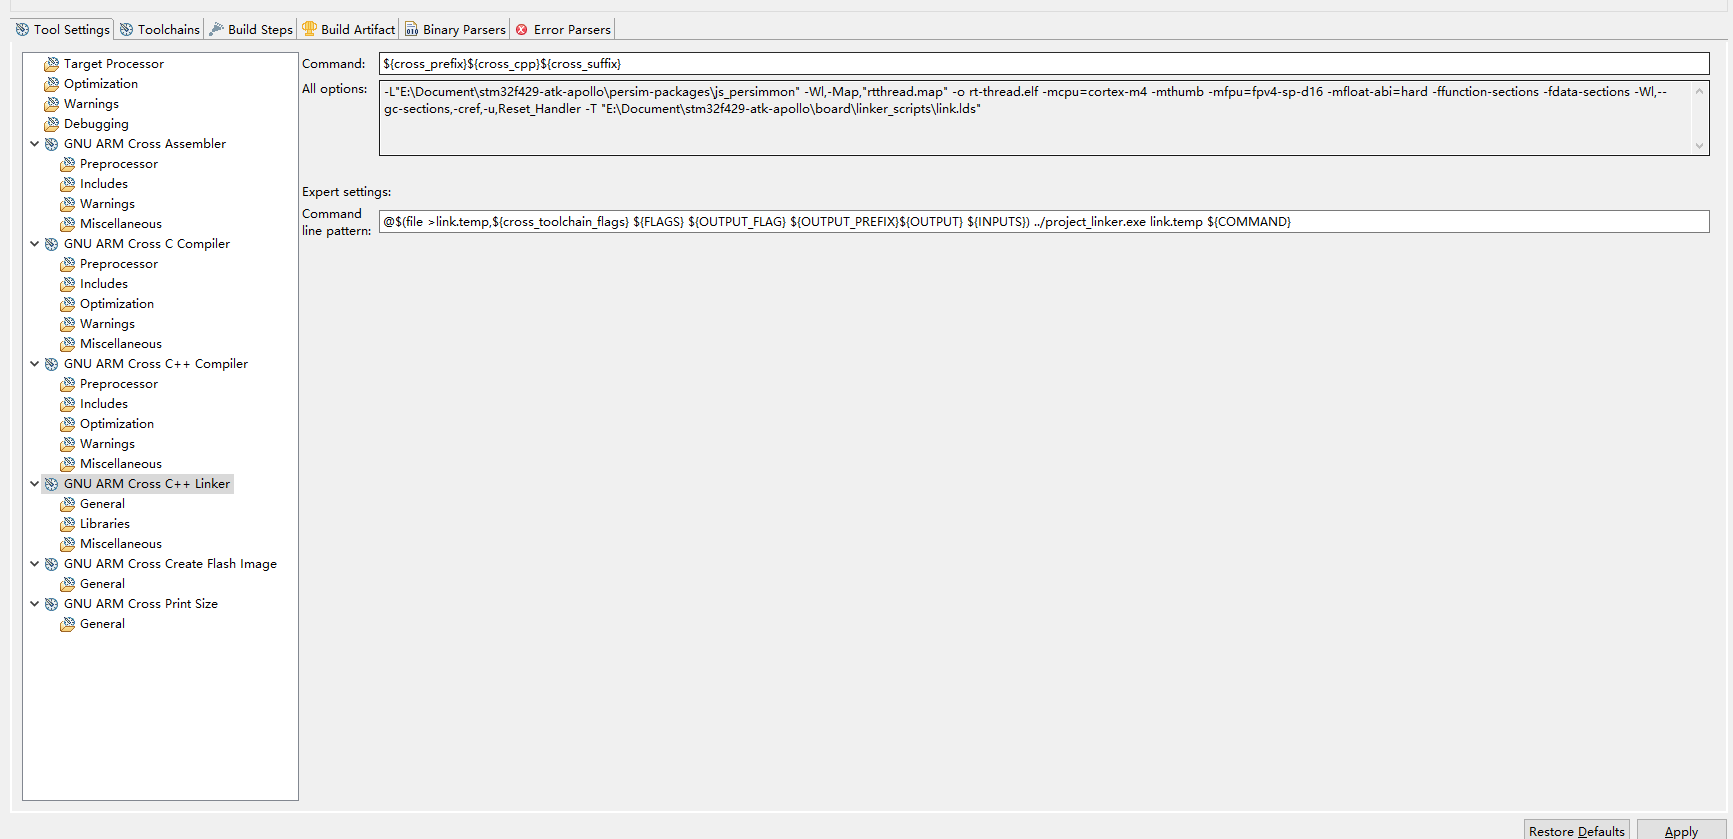 Tool Settings Toolchains Build Steps Build Artifact Binary Parsers Error Parsers
Target Processor
Optimization
Warnings
Debugging
GNU ARM Cross Assembler
Preprocessor
Includes
Warnings
Miscellaneous
GNU ARM Cross C Compiler
Preprocessor
Includes
Optimization
Warnings
Miscellaneous
GNU ARM Cross C++ Compiler
Preprocessor
Includes
Optimization
Warnings
Miscellaneous
GNU ARM Cross C++ Linker
General
Libraries
Miscellaneous
GNU ARM Cross Create Flash Image
General
GNU ARM Cross Print Size
General
Command: ${cross_prefix}${cross_cpp}${cross_suffix}
All options: -L"E:\Document\stm32f429-atk-apollo\persim-packages\js_persimmon" -Wl,-Map,"rtthread.map" -o rt-thread.elf -mcpu=cortex-m4 -mthumb -mfpu=fpv4-sp-d16 -mfloat-abi=hard -ffunction-sections -fdata-sections -Wl,--
gc-sections,-cref,-u,Reset_Handler -T "E:\Document\stm32f429-atk-apollo\board\linker_scripts\link.lds"
Expert settings:
Command
line pattern: @$(file >link.temp,${cross_toolchain_flags} ${FLAGS} ${OUTPUT_FLAG} ${OUTPUT_PREFIX}${OUTPUT} ${INPUTS}) ../project_linker.exe link.temp ${COMMAND}
Restore Defaults Apply